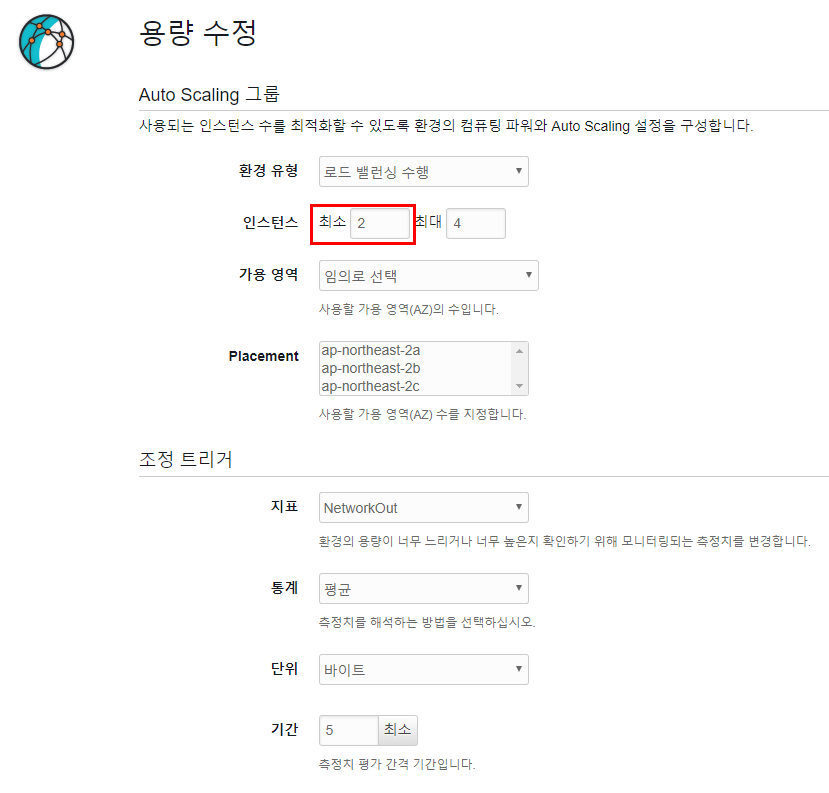 용량 수정
Auto Scaling 그룹
사용되는 인스턴스 수를 최적화할 수 있도록 환경의 컴퓨팅 파워와 Auto Scaling 설정을 구성합니다.
환경 유형 로드 밸런싱 수행
인스턴스 최소 2 최대 4
가용 영역 임의로 선택
사용할 가용 영역(AZ)의 수입니다.
Placement ap-northeast-2a
ap-northeast-2b
ap-northeast-2c
사용할 가용 영역(AZ) 수를 지정합니다.
조정 트리거
지표 NetworkOut
환경의 용량이 너무 느리거나 너무 높은지 확인하기 위해 모니터링되는 측정치를 변경합니다.
통계 평균
측정치를 해석하는 방법을 선택하십시오.
단위 바이트
기간 5 최소
측정치 평가 간격 기간입니다.